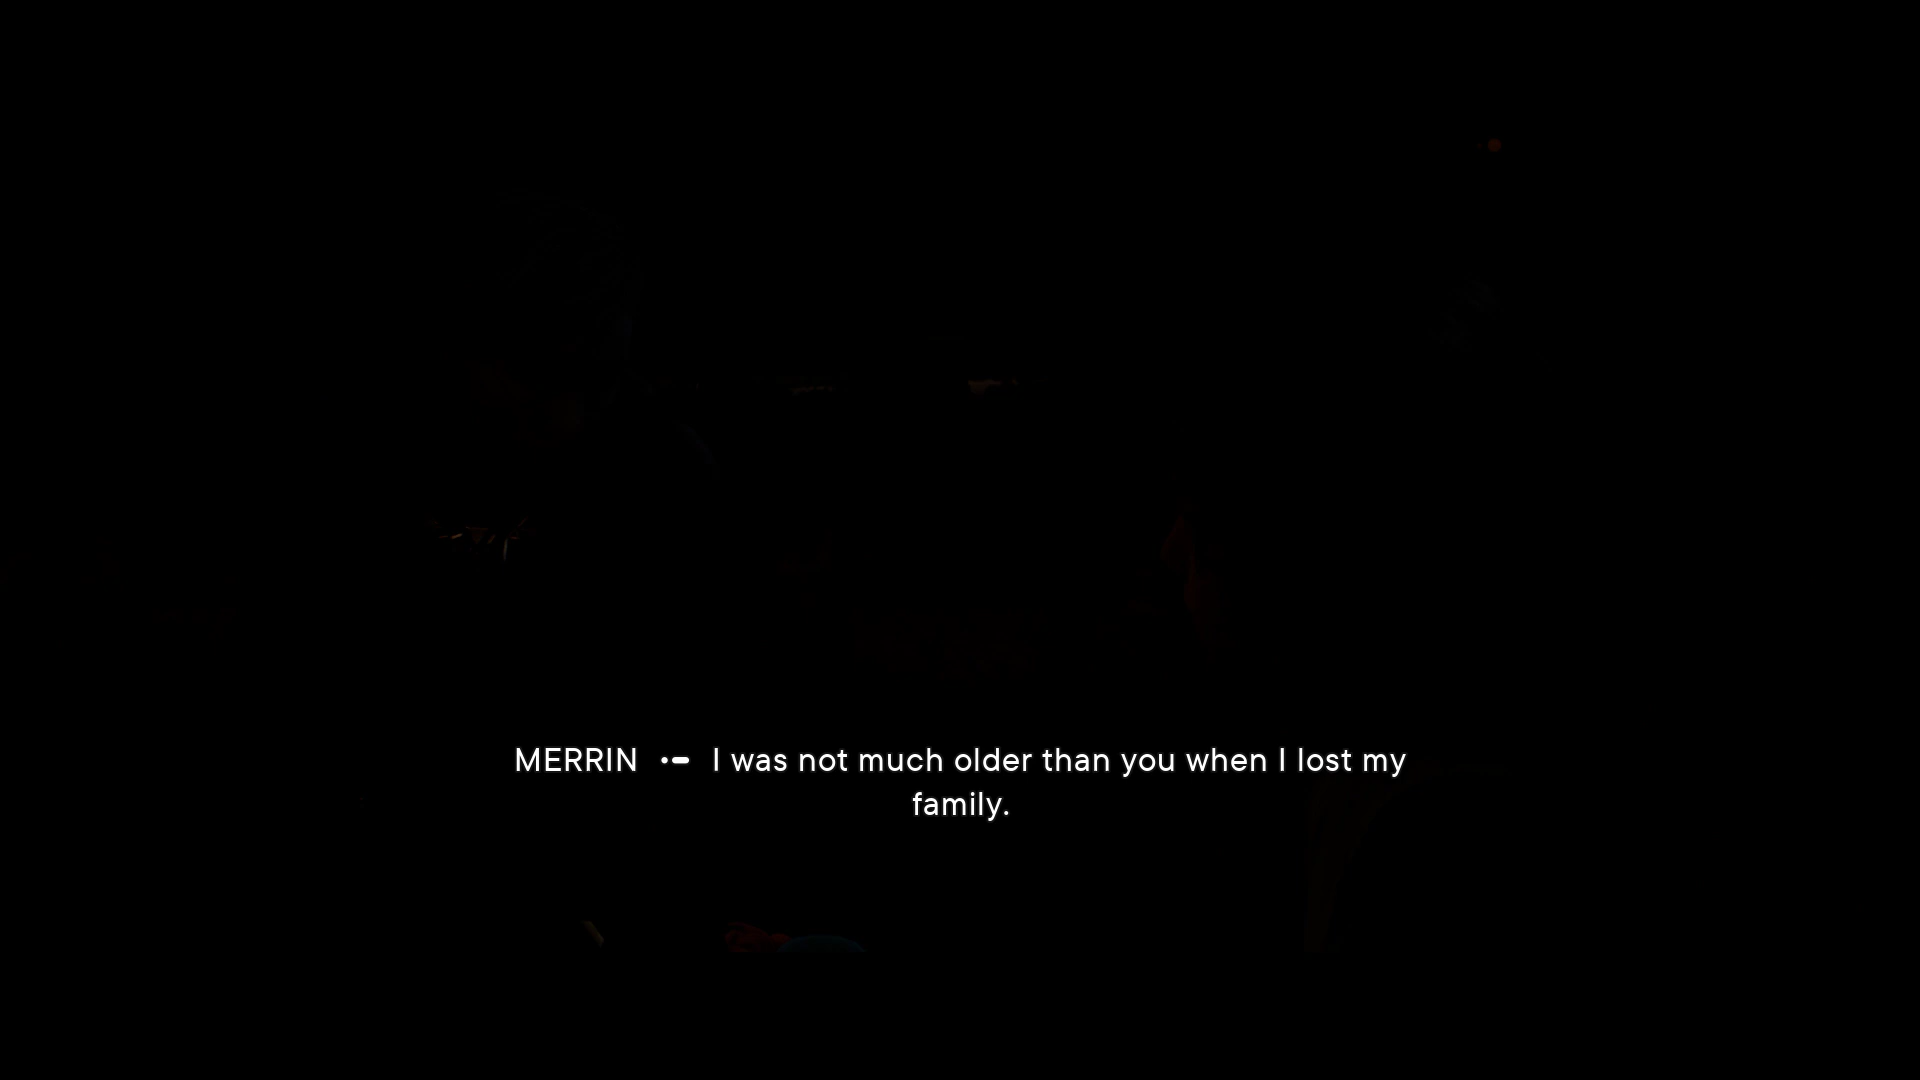 MERRIN •– I was not much older than you when I lost my
family.